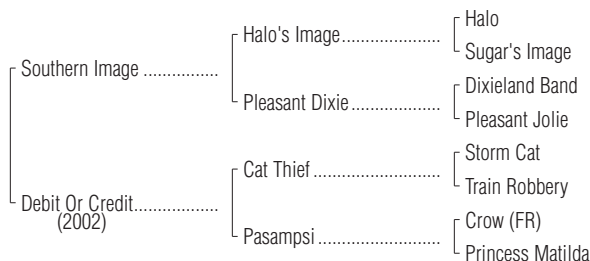 Halo
Halo's Image.....................
Sugar's Image
Southern Image ................
Dixieland Band
Pleasant Dixie ...................
Pleasant Jolie
Storm Cat
Cat Thief ..........................
Train Robbery
Debit Or Credit..................
(2002)
Crow (FR)
Pasampsi ..........................
Princess Matilda